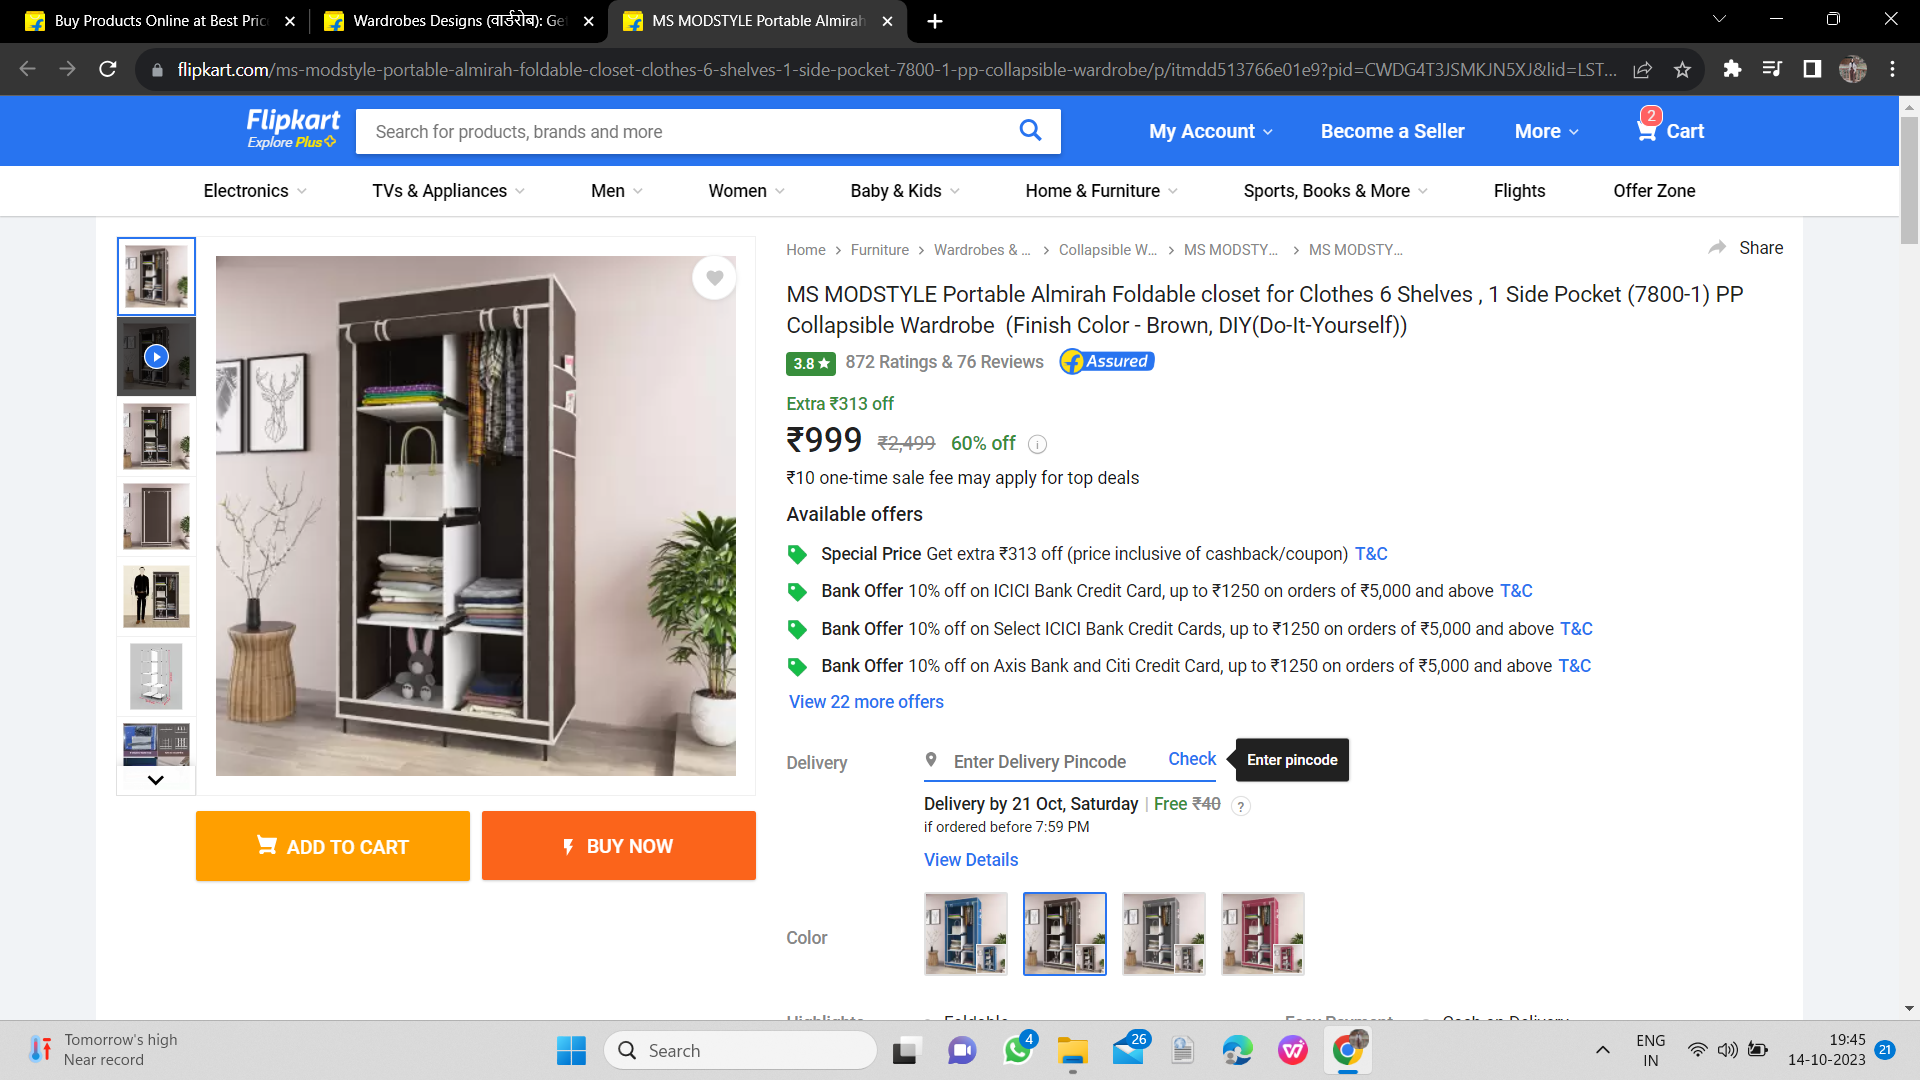 Buy Products Online at Best Pric
Wardrobes Designs (वार्डरोब): Ge
MS MODSTYLE Portable Almirah
flipkart.com/ms-modstyle-portable-almirah-foldable-closet-clothes-6-shelves-1-side-pocket-7800-1-pp-collapsible-wardrobe/p/itmdd513766e01e9?pid=CWDG4T3JSMKJN5XJ&lid=LST...
Flipkart
Explore Plus
Search for products, brands and more
My Account
Become a Seller
More
2
Cart
Electronics
TVs & Appliances
Men
Women
Baby & Kids
Home & Furniture
Sports, Books & More
Flights
Offer Zone
Home
Furniture
Wardrobes & ...
Collapsible W...
MS MODSTY...
MS MODSTY...
Share
MS MODSTYLE Portable Almirah Foldable closet for Clothes 6 Shelves , 1 Side Pocket (7800-1) PP
Collapsible Wardrobe (Finish Color - Brown, DIY(Do-It-Yourself))
3.8 ★ 872 Ratings & 76 Reviews
Assured
Extra ₹313 off
₹999 ₹2,499 60% off i
₹10 one-time sale fee may apply for top deals
Available offers
Special Price Get extra ₹313 off (price inclusive of cashback/coupon) T&C
Bank Offer 10% off on ICICI Bank Credit Card, up to ₹1250 on orders of ₹5,000 and above T&C
Bank Offer 10% off on Select ICICI Bank Credit Cards, up to ₹1250 on orders of ₹5,000 and above T&C
Bank Offer 10% off on Axis Bank and Citi Credit Card, up to ₹1250 on orders of ₹5,000 and above T&C
View 22 more offers
Delivery
Enter Delivery Pincode
Check
Enter pincode
Delivery by 21 Oct, Saturday | Free ₹40 ?
if ordered before 7:59 PM
View Details
ADD TO CART
BUY NOW
Color
Highlights
Foldable
Easy Payment
Cash on Delivery
Tomorrow's high
Near record
Search
4
26
ENG
IN
19:45
14-10-2023
21